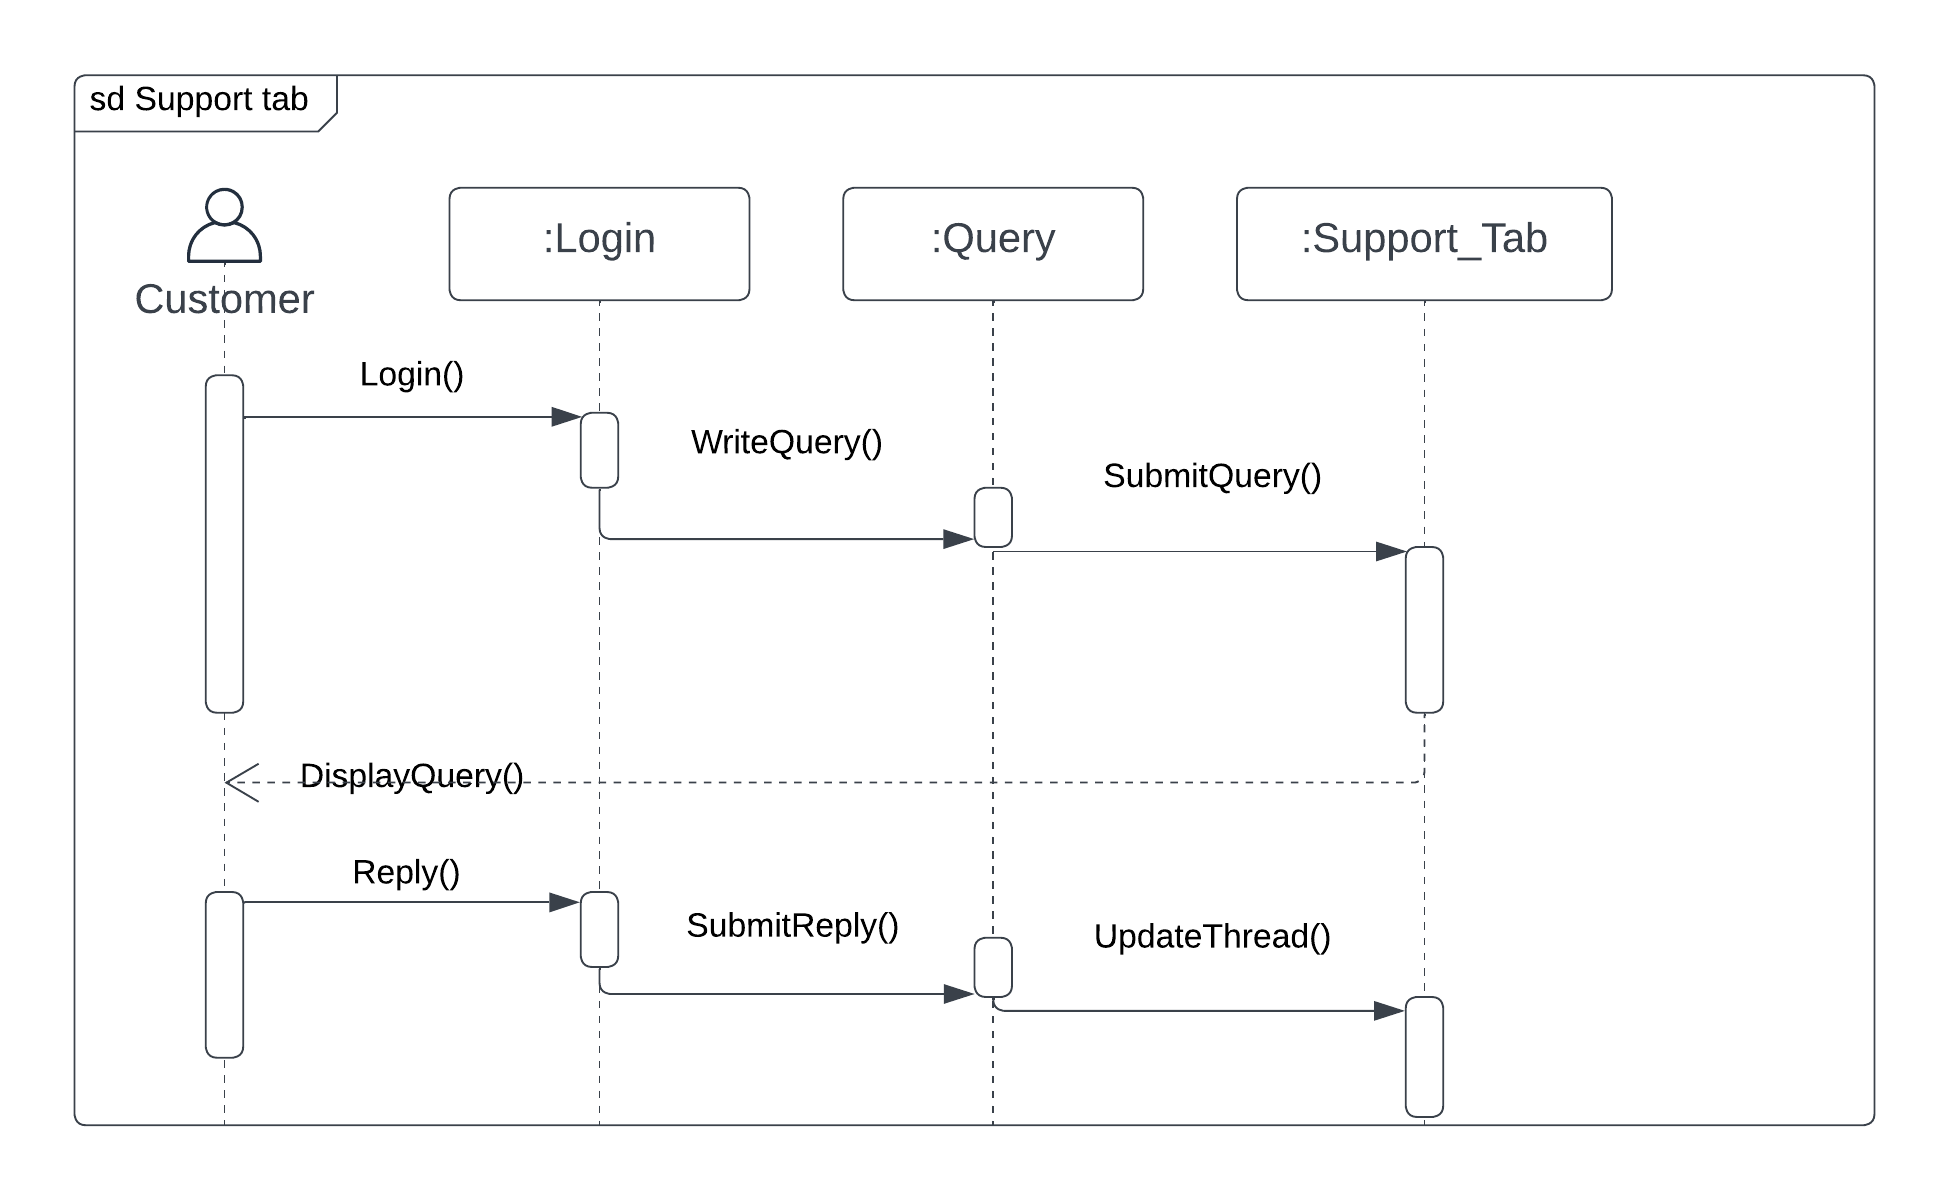 sd Support tab
:Login
:Query
:Support_Tab
Customer
Login()
WriteQuery()
SubmitQuery()
DisplayQuery()
Reply()
SubmitReply()
UpdateThread()